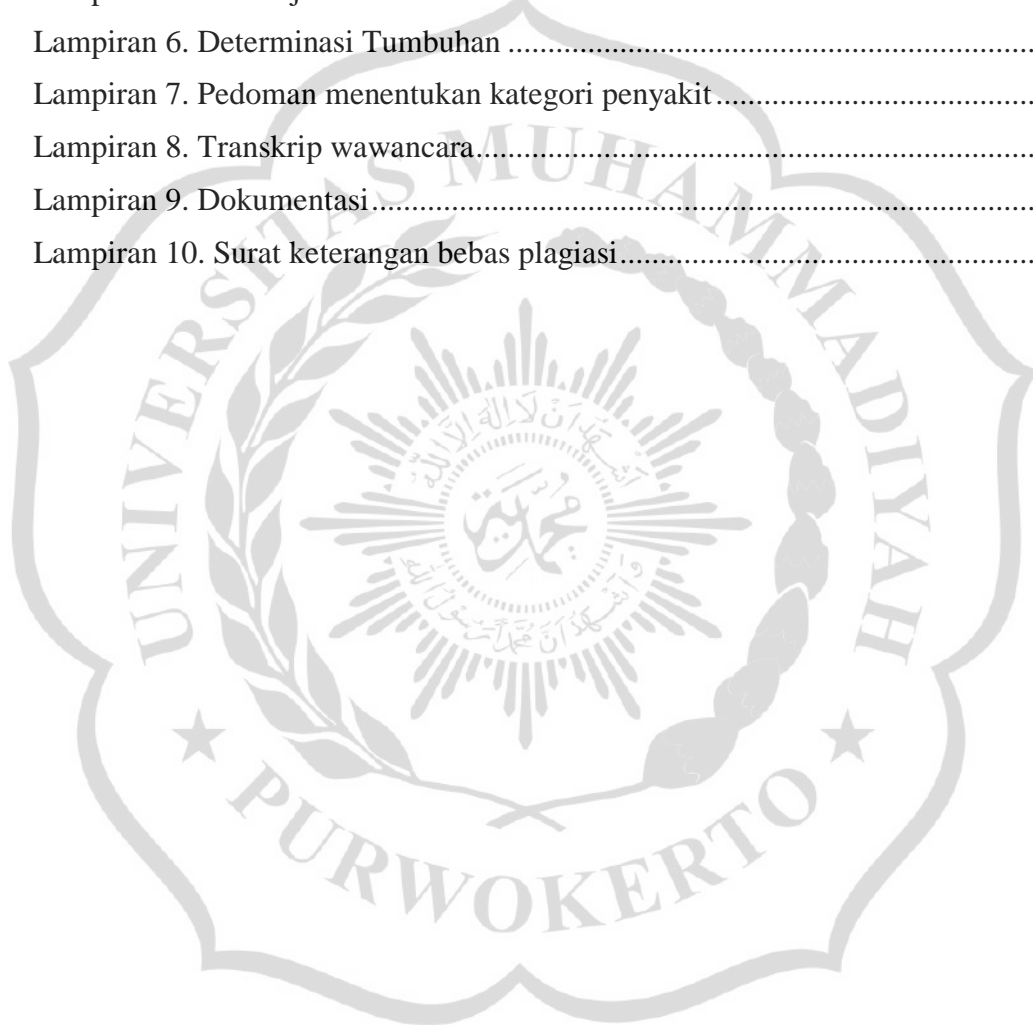 Lampiran 6. Determinasi Tumbuhan ................................................................................
Lampiran 7. Pedoman menentukan kategori penyakit ................................................
Lampiran 8. Transkrip wawancara................................................................................
Lampiran 9. Dokumentasi................................................................................
Lampiran 10. Surat keterangan bebas plagiasi................................................................
UNIVERSITAS MUHAMMADIYAH
PURWOKERTO